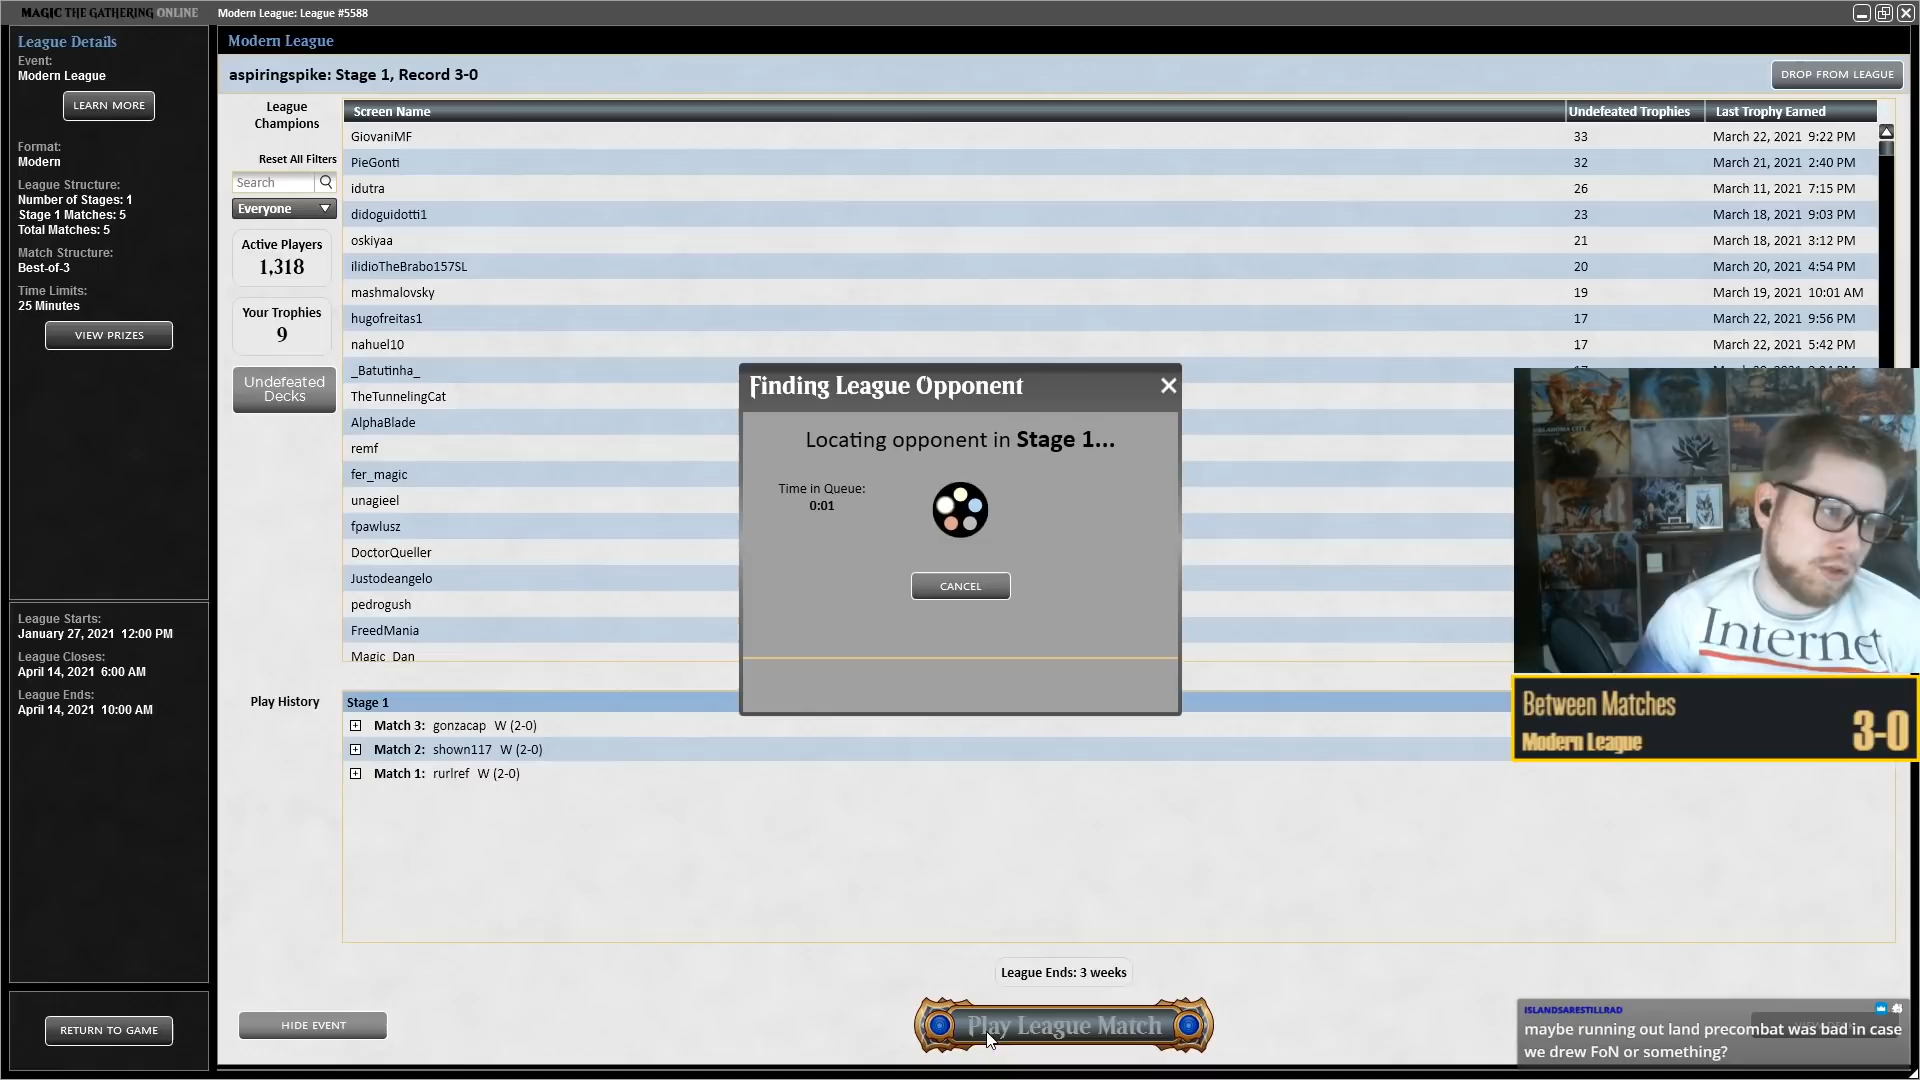 MAGIC THE GATHERING ONLINE
Modern League: League #5588
League Details
Event:
Modern League
LEARN MORE
Format:
Modern
League Structure:
Number of Stages: 1
Stage 1 Matches: 5
Total Matches: 5
Match Structure:
Best-of-3
Time Limits:
25 Minutes
VIEW PRIZES
League Starts:
January 27, 2021 12:00 PM
League Closes:
April 14, 2021 6:00 AM
League Ends:
April 14, 2021 10:00 AM
RETURN TO GAME
Modern League
aspiringspike: Stage 1, Record 3-0
DROP FROM LEAGUE
League
Champions
Reset All Filters
Search
Everyone
Active Players
1,318
Your Trophies
9
Undefeated
Decks
Screen Name Undefeated Trophies Last Trophy Earned
GiovaniMF 33 March 22, 2021 9:22 PM
PieGonti 32 March 21, 2021 2:40 PM
idutra 26 March 11, 2021 7:15 PM
didoguidotti1 23 March 18, 2021 9:03 PM
oskiyaa 21 March 18, 2021 3:12 PM
ilidioTheBrabo157SL 20 March 20, 2021 4:54 PM
mashmalovsky 19 March 19, 2021 10:01 AM
hugofreitas1 17 March 22, 2021 9:56 PM
nahuel10 17 March 22, 2021 5:42 PM
_Batutinha_
TheTunnelingCat
AlphaBlade
remf
fer_magic
unagieel
fpawlusz
DoctorQueller
Justodeangelo
pedrogush
FreedMania
Magic_Dan
Finding League Opponent
Locating opponent in Stage 1...
Time in Queue:
0:01
CANCEL
OKLAHOMA CITY
Internet
Between Matches
Modern League
3-0
Play History
Stage 1
Match 3: gonzacap W (2-0)
Match 2: shown117 W (2-0)
Match 1: rurlref W (2-0)
League Ends: 3 weeks
HIDE EVENT
Play League Match
ISLANDSARESTILLRAD
maybe running out land precombat was bad in case
we drew FoN or something?